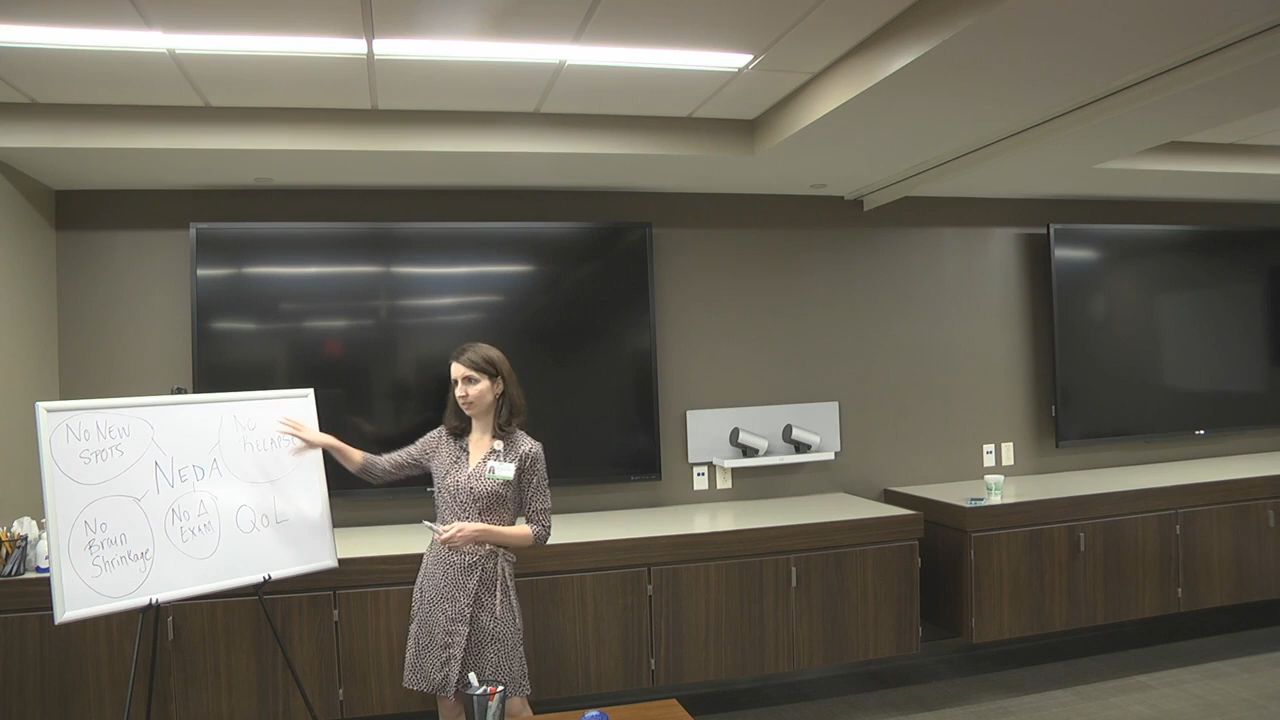 No New
Spots
No
Relapse
NEDA
No
Brain
Shrinkage
No Δ
Exam
QoL